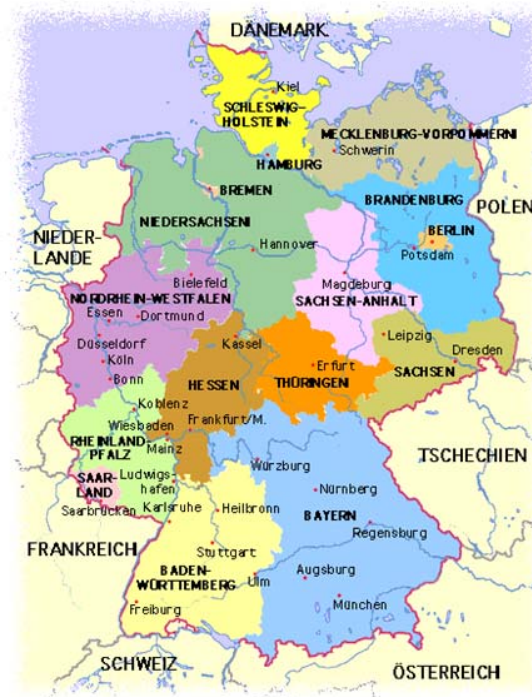 DÄNEMARK
Kiel
SCHLESWIG-
HOLSTEIN
MECKLENBURG-VORPOMMERN
Schwerin
HAMBURG
BREMEN
BRANDENBURG
POLEN
NIEDERSACHSEN
BERLIN
NIEDER-
LANDE
Hannover
Potsdam
Bielefeld
Magdeburg
NORDRHEIN-WESTFALEN
SACHSEN-ANHALT
Essen
Dortmund
Düsseldorf
Kassel
Leipzig
Köln
Erfurt
Dresden
Bonn
HESSEN
THÜRINGEN
SACHSEN
Koblenz
Wiesbaden
Frankfurt/M.
RHEINLAND-
PFALZ
Mainz
TSCHECHIEN
Würzburg
SAAR-
LAND
Ludwigs-
hafen
Nürnberg
Saarbrücken
Karlsruhe
Heilbronn
BAYERN
Regensburg
FRANKREICH
Stuttgart
BADEN-
WÜRTTEMBERG
Ulm
Augsburg
Freiburg
München
SCHWEIZ
ÖSTERREICH